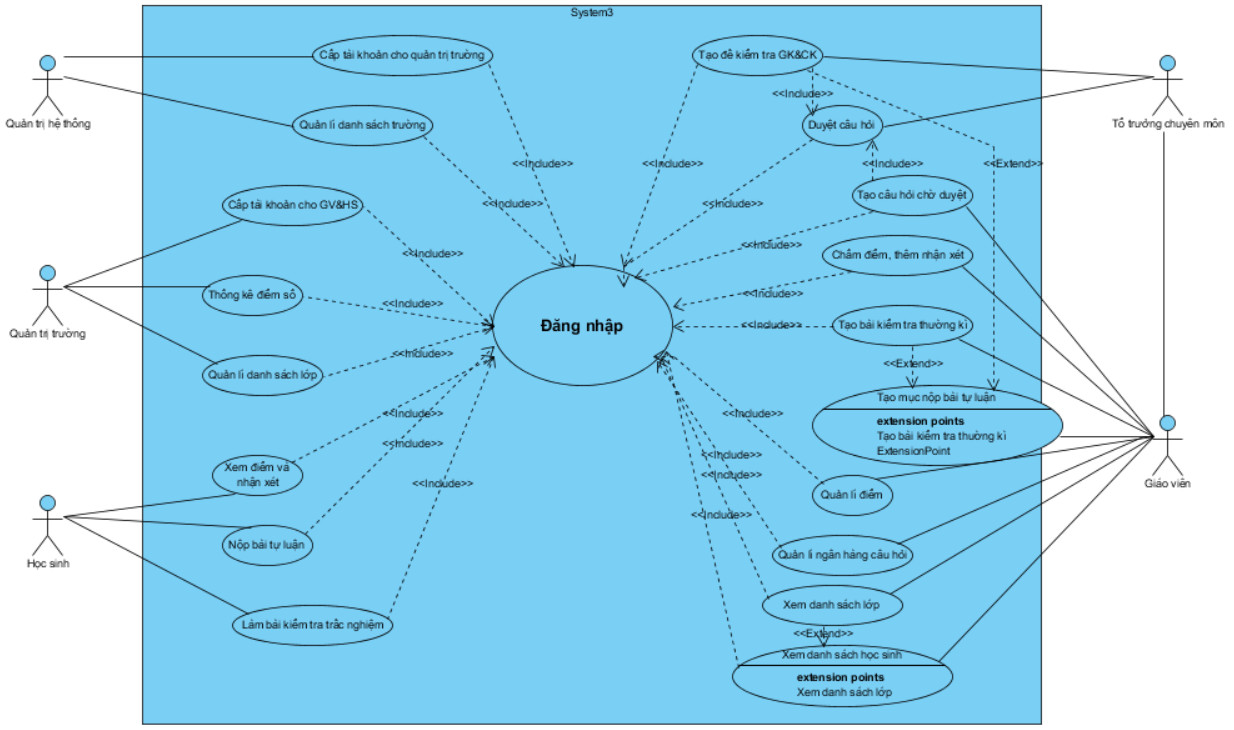 System3
Cấp tài khoản cho quản trị trường
Tạo đề kiểm tra GK&CK
<<Include>>
Quản trị hệ thống
Quản lí danh sách trường
Duyệt câu hỏi
Tổ trưởng chuyên môn
<<Include>>
<<Include>>
<<Include>>
<<Extend>>
Tạo câu hỏi chờ duyệt
Cấp tài khoản cho GV&HS
<<Include>>
<<Include>>
<<Include>>
<<Include>>
Chấm điểm, thêm nhận xét
Thống kê điểm số
<<Include>>
<<Include>>
Quản trị trường
Đăng nhập
<<Include>>
Tạo bài kiểm tra thường kì
<<Include>>
<<Extend>>
Quản lí danh sách lớp
Tạo mục nộp bài tự luận
extension points
Tạo bài kiểm tra thường kì
ExtensionPoint
<<Include>>
<<Include>>
<<Include>>
<<Include>>
<<Include>>
Xem điểm và
nhận xét
<<Include>>
Giáo viên
Quản lí điểm
<<Include>>
Nộp bài tự luận
Quản lí ngân hàng câu hỏi
Học sinh
Xem danh sách lớp
Làm bài kiểm tra trắc nghiệm
<<Extend>>
Xem danh sách học sinh
extension points
Xem danh sách lớp